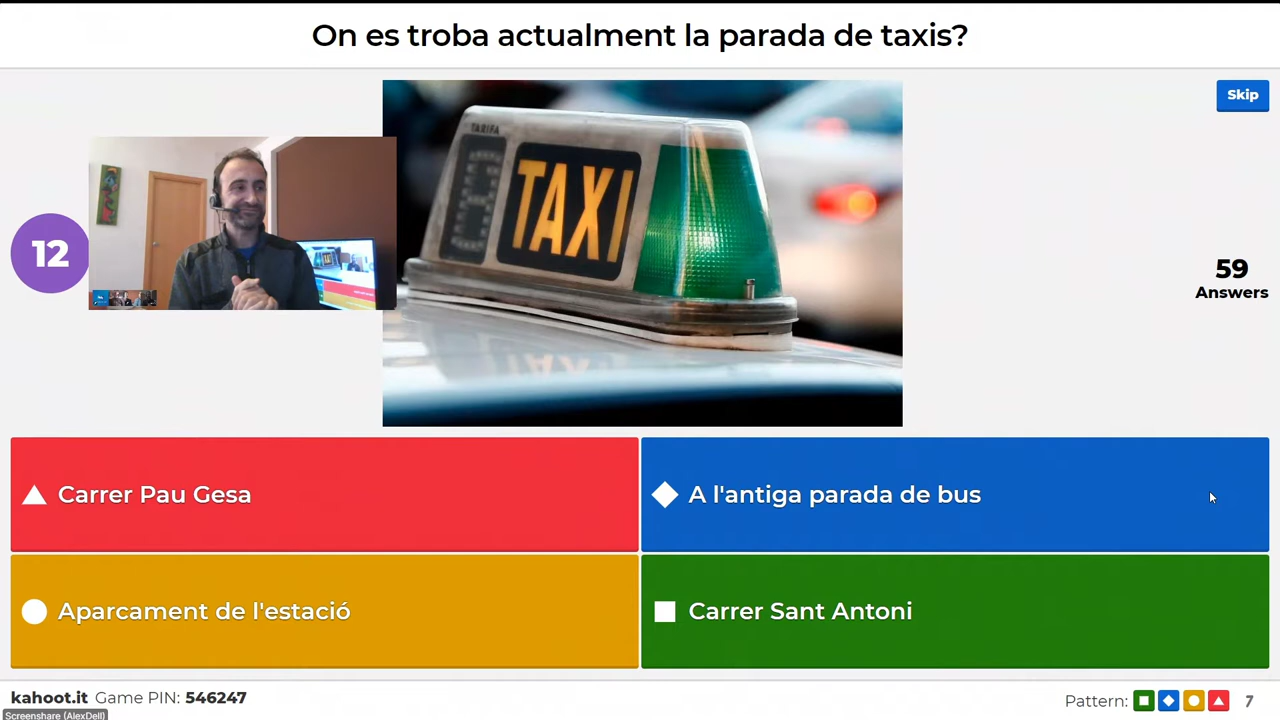 On es troba actualment la parada de taxis?
Skip
TARIFA
TAXI
12
59
Answers
Carrer Pau Gesa
A l'antiga parada de bus
Aparcament de l'estació
Carrer Sant Antoni
kahoot.it Game PIN: 546247
Pattern: 7
Screenshare (AlexDell)